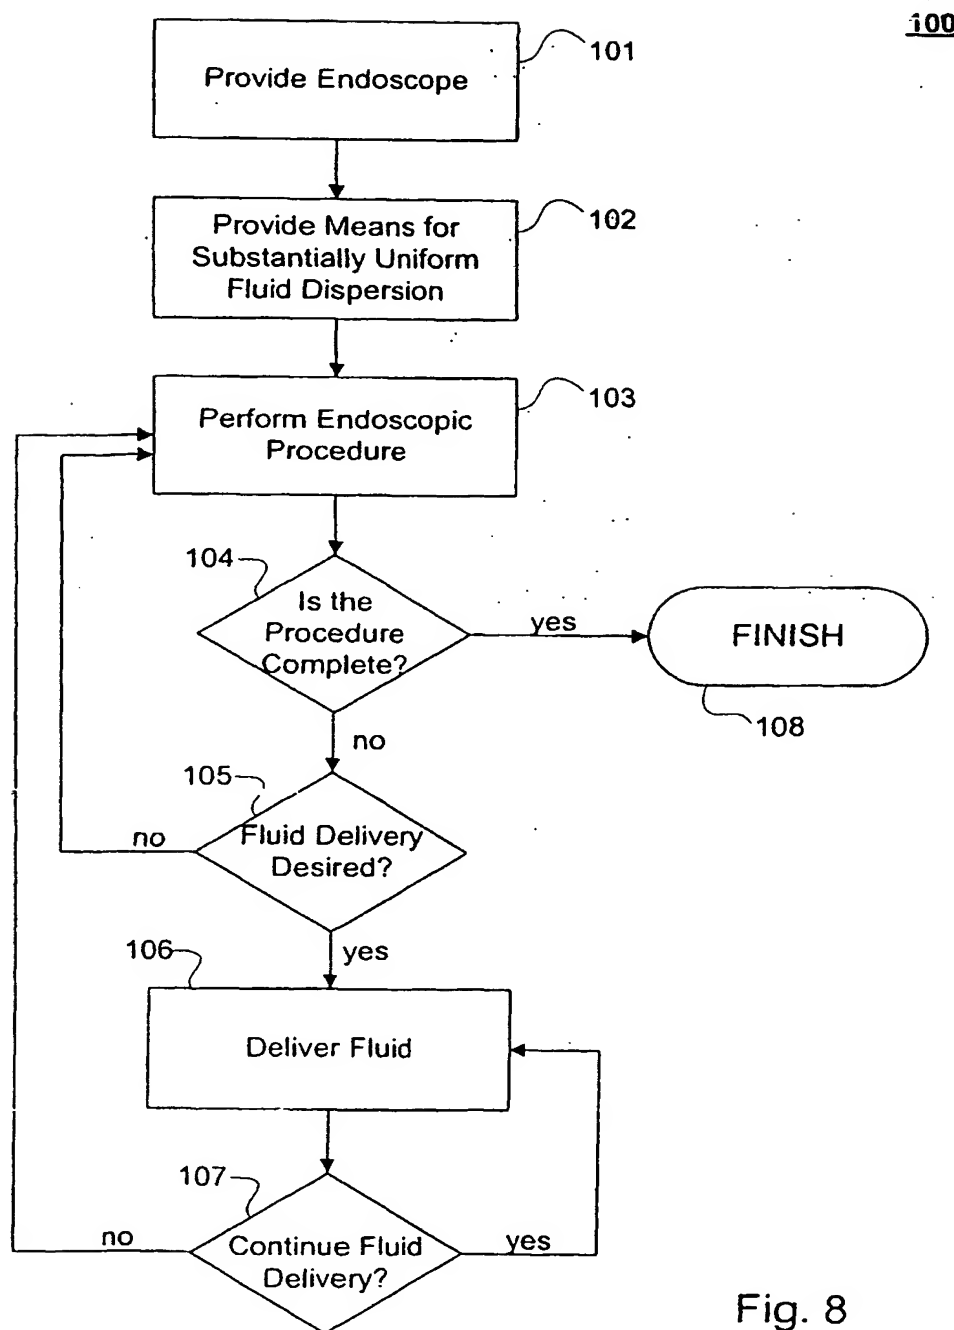 100
101
Provide Endoscope
102
Provide Means for
Substantially Uniform
Fluid Dispersion
103
Perform Endoscopic
Procedure
104
Is the
Procedure
Complete?
yes
FINISH
108
no
105
Fluid Delivery
Desired?
no
yes
106
Deliver Fluid
107
Continue Fluid
Delivery?
no
yes
Fig. 8